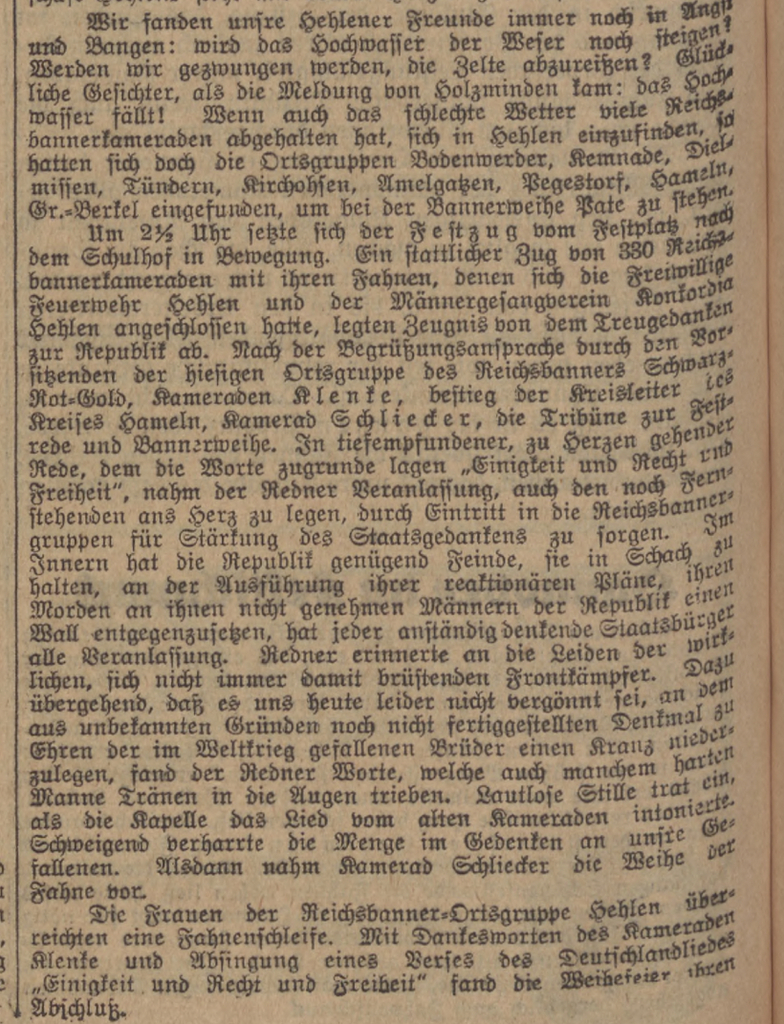 Wir fanden unsre Hehlener Freunde immer noch in Angst
und Bangen: wird das Hochwasser der Weser noch steigen?
Werden wir gezwungen werden, die Zelte abzureißen? Glück-
liche Gesichter, als die Meldung von Holzminden kam: das Hoch-
wasser fällt! Wenn auch das schlechte Wetter viele Reichs-
bannerkameraden abgehalten hat, sich in Hehlen einzufinden, so
hatten sich doch die Ortsgruppen Bodenwerder, Kemnade, Diel-
missen, Tündern, Kirchohsen, Amelgatzen, Pegestorf, Hameln,
Gr.-Berkel eingefunden, um bei der Bannerweihe Pate zu stehen.
Um 2½ Uhr setzte sich der Festzug vom Festplatz nach
dem Schulhof in Bewegung. Ein stattlicher Zug von 330 Reichs-
bannerkameraden mit ihren Fahnen, denen sich die Freiwillige
Feuerwehr Hehlen und der Männergesangverein Konkordia
Hehlen angeschlossen hatte, legten Zeugnis von dem Treugedanken
zur Republik ab. Nach der Begrüßungsansprache durch den Vor-
sitzenden der hiesigen Ortsgruppe des Reichsbanners Schwarz-
Rot-Gold, Kameraden Klenke, bestieg der Kreisleiter des
Kreises Hameln, Kamerad Schliecker, die Tribüne zur Fest-
rede und Bannerweihe. In tiefempfundener, zu Herzen gehender
Rede, dem die Worte zugrunde lagen „Einigkeit und Recht und
Freiheit“, nahm der Redner Veranlassung, auch den noch Fern-
stehenden ans Herz zu legen, durch Eintritt in die Reichsbanner-
gruppen für Stärkung des Staatsgedankens zu sorgen. Im
Innern hat die Republik genügend Feinde, sie in Schach zu
halten, an der Ausführung ihrer reaktionären Pläne, ihren
Morden an ihnen nicht genehmen Männern der Republik einen
Wall entgegenzusetzen, hat jeder anständig denkende Staatsbürger
alle Veranlassung. Redner erinnerte an die Leiden der wirk-
lichen, sich nicht immer damit brüstenden Frontkämpfer. Dazu
übergehend, daß es uns heute leider nicht vergönnt sei, an dem
aus unbekannten Gründen noch nicht fertiggestellten Denkmal zu
Ehren der im Weltkrieg gefallenen Brüder einen Kranz nieder-
zulegen, fand der Redner Worte, welche auch manchem harten
Manne Tränen in die Augen trieben. Lautlose Stille trat ein,
als die Kapelle das Lied vom alten Kameraden intonierte.
Schweigend verharrte die Menge im Gedenken an unsre Ge-
fallenen. Alsdann nahm Kamerad Schliecker die Weihe der
Fahne vor.
Die Frauen der Reichsbanner-Ortsgruppe Hehlen über-
reichten eine Fahnenschleife. Mit Dankesworten des Kameraden
Klenke und Absingung eines Verses des Deutschlandliedes
„Einigkeit und Recht und Freiheit“ fand die Weihefeier ihren
Abschluß.